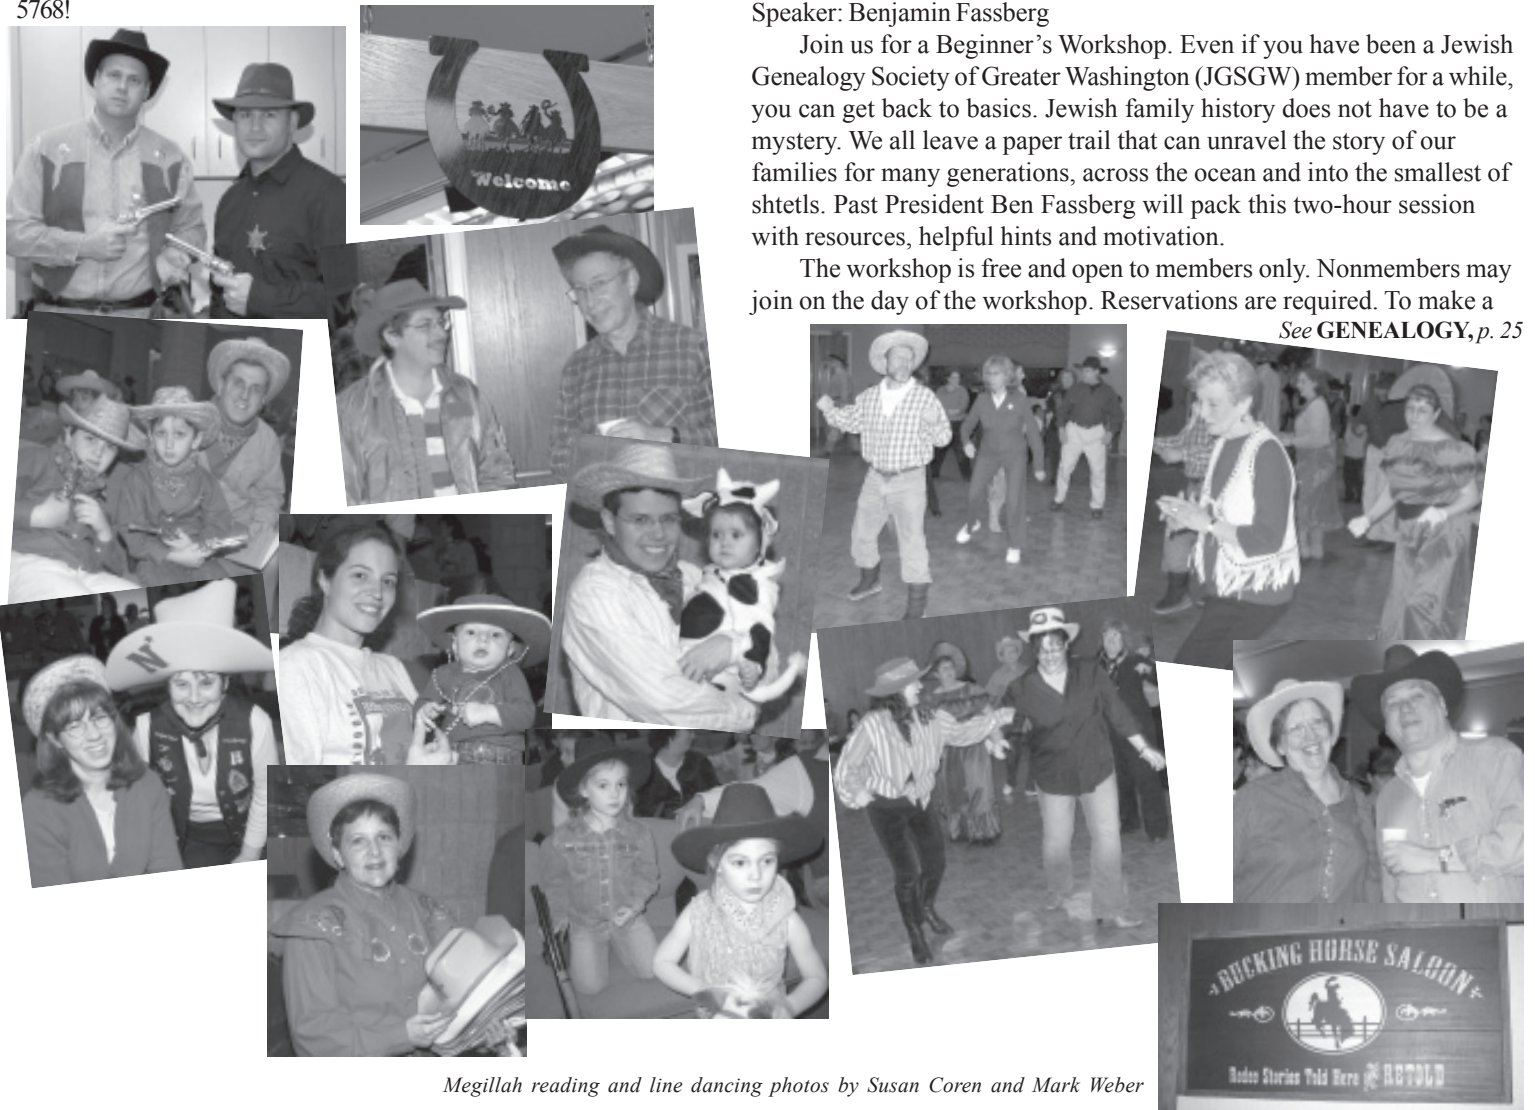 5768!
Speaker: Benjamin Fassberg
Join us for a Beginner’s Workshop. Even if you have been a Jewish
Genealogy Society of Greater Washington (JGSGW) member for a while,
you can get back to basics. Jewish family history does not have to be a
mystery. We all leave a paper trail that can unravel the story of our
families for many generations, across the ocean and into the smallest of
shtetls. Past President Ben Fassberg will pack this two-hour session
with resources, helpful hints and motivation.
The workshop is free and open to members only. Nonmembers may
join on the day of the workshop. Reservations are required. To make a
See GENEALOGY, p. 25
Welcome
N
BUCKING HORSE SALOON
Rodeo Stories Told Here
RETOLD
Megillah reading and line dancing photos by Susan Coren and Mark Weber